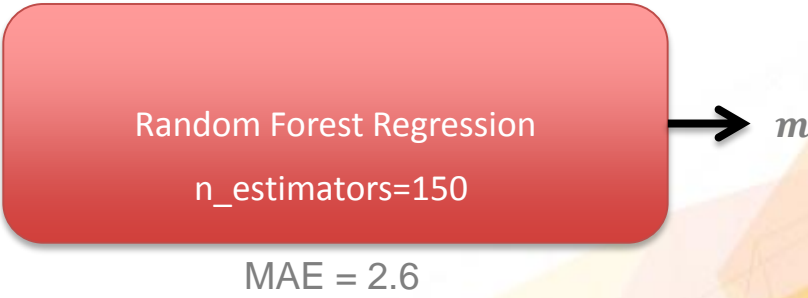 Random Forest Regression
m
n_estimators=150
MAE = 2.6